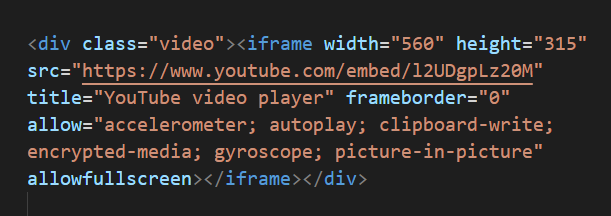 <div class="video"><iframe width="560" height="315"
src="https://www.youtube.com/embed/l2UDgpLz20M"
title="YouTube video player" frameborder="0"
allow="accelerometer; autoplay; clipboard-write;
encrypted-media; gyroscope; picture-in-picture"
allowfullscreen></iframe></div>